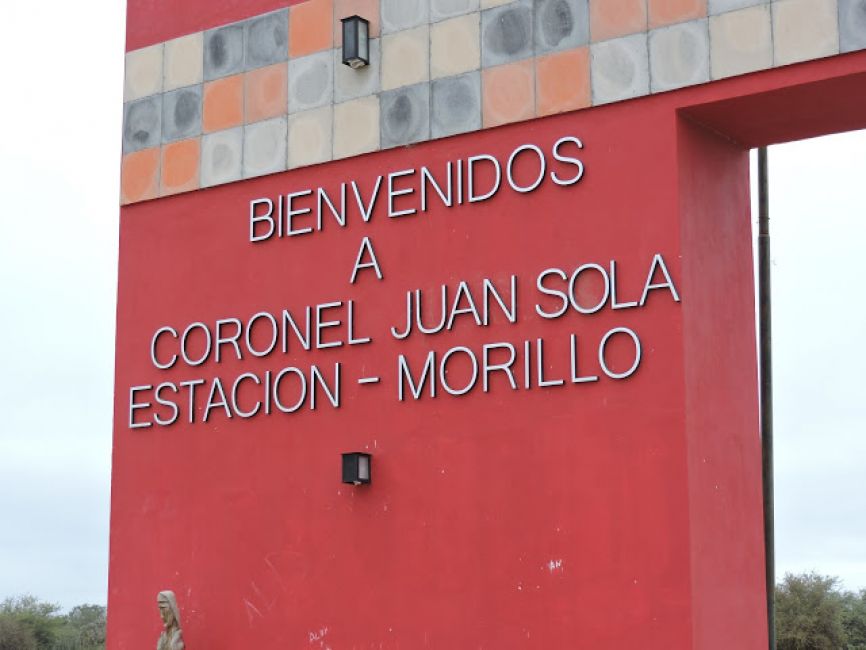 BIENVENIDOS
A
CORONEL JUAN SOLA
ESTACION - MORILLO